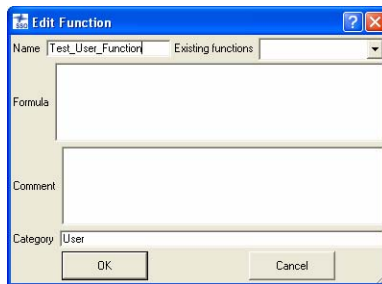 Edit Function
Name Test_User_Function Existing functions
Formula
Comment
Category User
OK Cancel